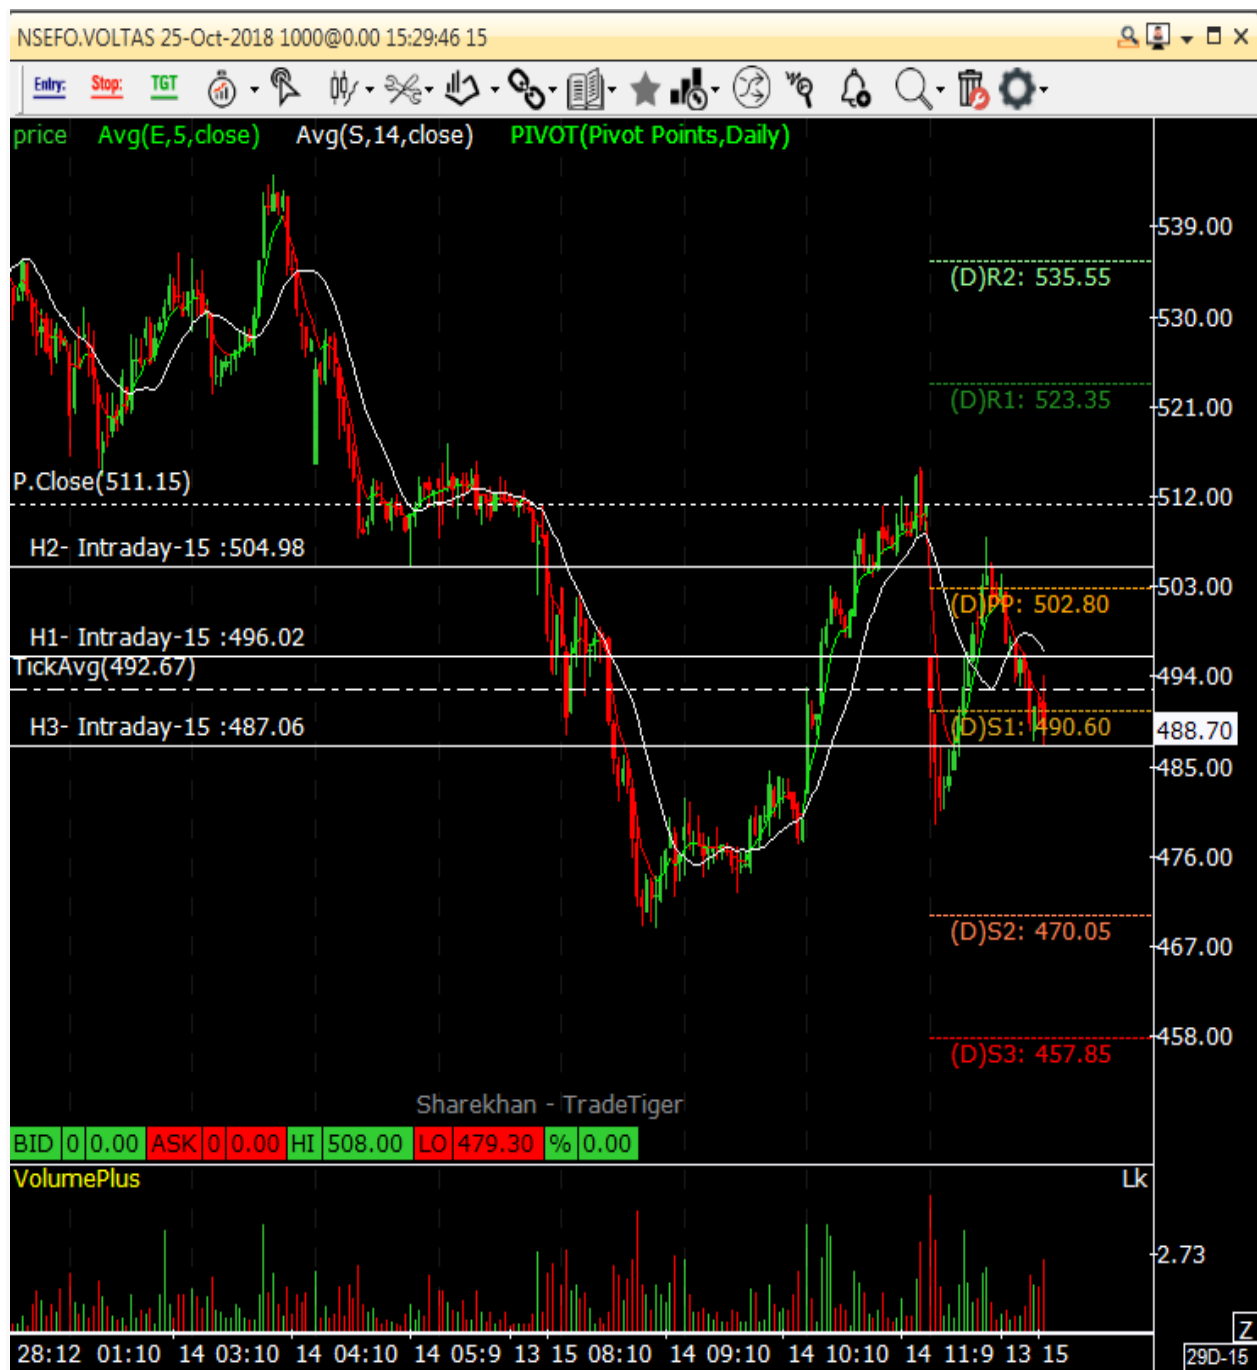 NSEFO.VOLTAS 25-Oct-2018 1000@0.00 15:29:46 15
Entry: Stop: TGT
price Avg(E,5,close) Avg(S,14,close) PIVOT(Pivot Points,Daily)
539.00
(D)R2: 535.55
530.00
(D)R1: 523.35
521.00
P.Close(511.15)
512.00
H2- Intraday-15 :504.98
503.00
(D)PP: 502.80
H1- Intraday-15 :496.02
TickAvg(492.67)
494.00
H3- Intraday-15 :487.06
(D)S1: 490.60
488.70
485.00
476.00
(D)S2: 470.05
467.00
458.00
(D)S3: 457.85
Sharekhan - TradeTiger
BID 0 0.00 ASK 0 0.00 HI 508.00 LO 479.30 % 0.00
VolumePlus Lk
2.73
Z
28:12 01:10 14 03:10 14 04:10 14 05:9 13 15 08:10 14 09:10 14 10:10 14 11:9 13 15 29D-15